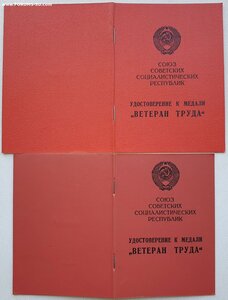 СОЮЗ
СОВЕТСКИХ
СОЦИАЛИСТИЧЕСКИХ
РЕСПУБЛИК
УДОСТОВЕРЕНИЕ К МЕДАЛИ
„ВЕТЕРАН ТРУДА“
СОЮЗ
СОВЕТСКИХ
СОЦИАЛИСТИЧЕСКИХ
РЕСПУБЛИК
УДОСТОВЕРЕНИЕ К МЕДАЛИ
„ВЕТЕРАН ТРУДА“